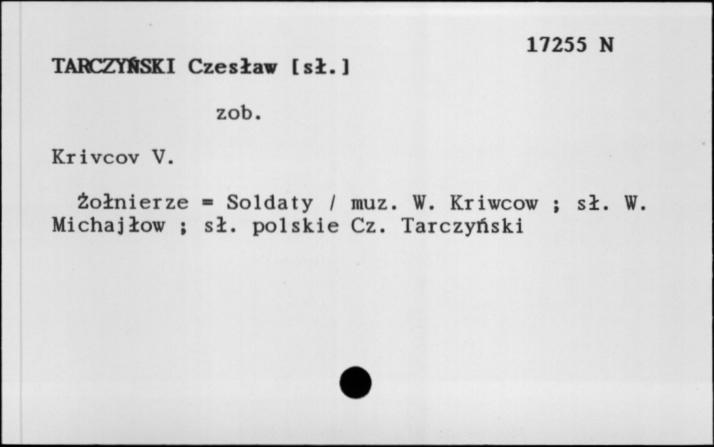 17255 N
TARCZYŃSKI Czesław [sł.]
zob.
Krivcov V.
Żołnierze = Soldaty / muz. W. Kriwcow ; sł. W.
Michajłow ; sł. polskie Cz. Tarczyński